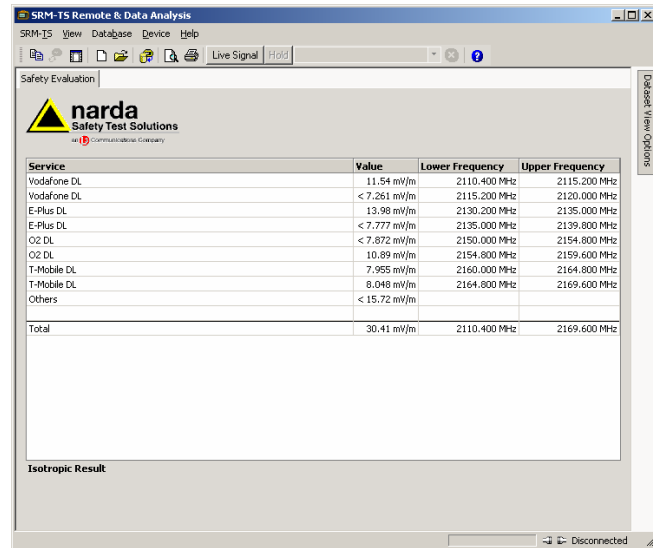 SRM-TS Remote & Data Analysis
SRM-TS View Database Device Help
Live Signal Hold
Safety Evaluation
Dataset View Options
narda
Safety Test Solutions
an L3 Communications Company
Service Value Lower Frequency Upper Frequency
Vodafone DL 11.54 mV/m 2110.400 MHz 2115.200 MHz
Vodafone DL < 7.261 mV/m 2115.200 MHz 2120.000 MHz
E-Plus DL 13.98 mV/m 2130.200 MHz 2135.000 MHz
E-Plus DL < 7.777 mV/m 2135.000 MHz 2139.800 MHz
O2 DL < 7.872 mV/m 2150.000 MHz 2154.800 MHz
O2 DL 10.89 mV/m 2154.800 MHz 2159.600 MHz
T-Mobile DL 7.955 mV/m 2160.000 MHz 2164.800 MHz
T-Mobile DL 8.048 mV/m 2164.800 MHz 2169.600 MHz
Others < 15.72 mV/m
Total 30.41 mV/m 2110.400 MHz 2169.600 MHz
Isotropic Result
Disconnected